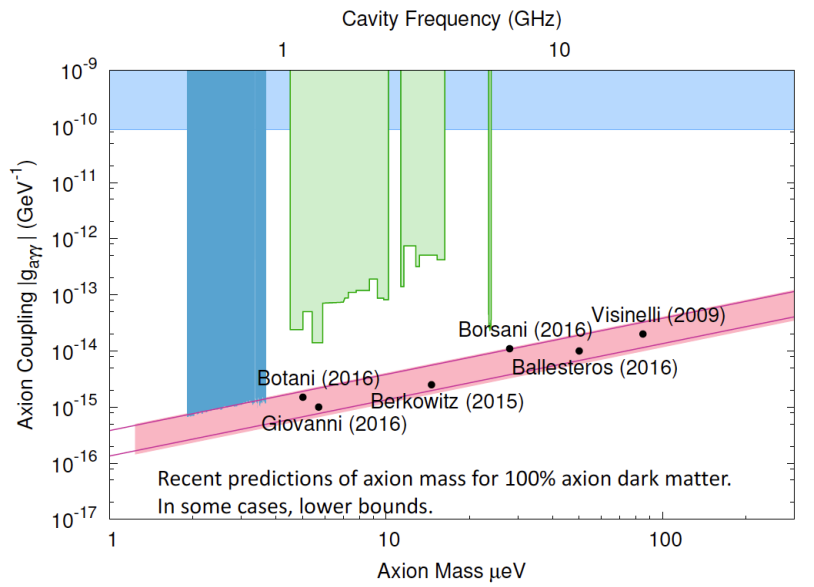 Cavity Frequency (GHz)
1 10
10⁻⁹
10⁻¹⁰
10⁻¹¹
10⁻¹²
10⁻¹³
10⁻¹⁴
10⁻¹⁵
10⁻¹⁶
10⁻¹⁷
Axion Coupling |g_aγγ| (GeV⁻¹)
Visinelli (2009)
Borsani (2016)
Ballesteros (2016)
Botani (2016)
Berkowitz (2015)
Giovanni (2016)
Recent predictions of axion mass for 100% axion dark matter.
In some cases, lower bounds.
1 10 100
Axion Mass μeV